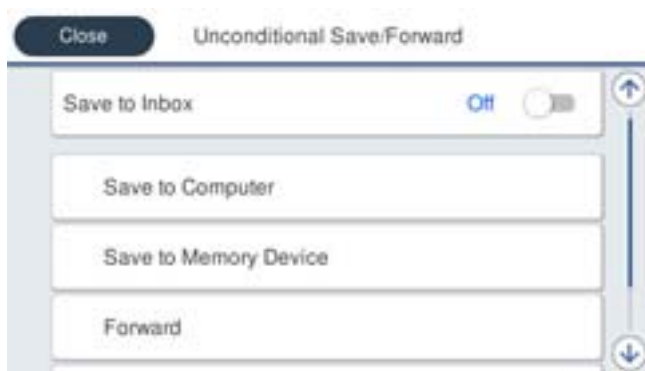 Close Unconditional Save/Forward
Save to Inbox Off
Save to Computer
Save to Memory Device
Forward